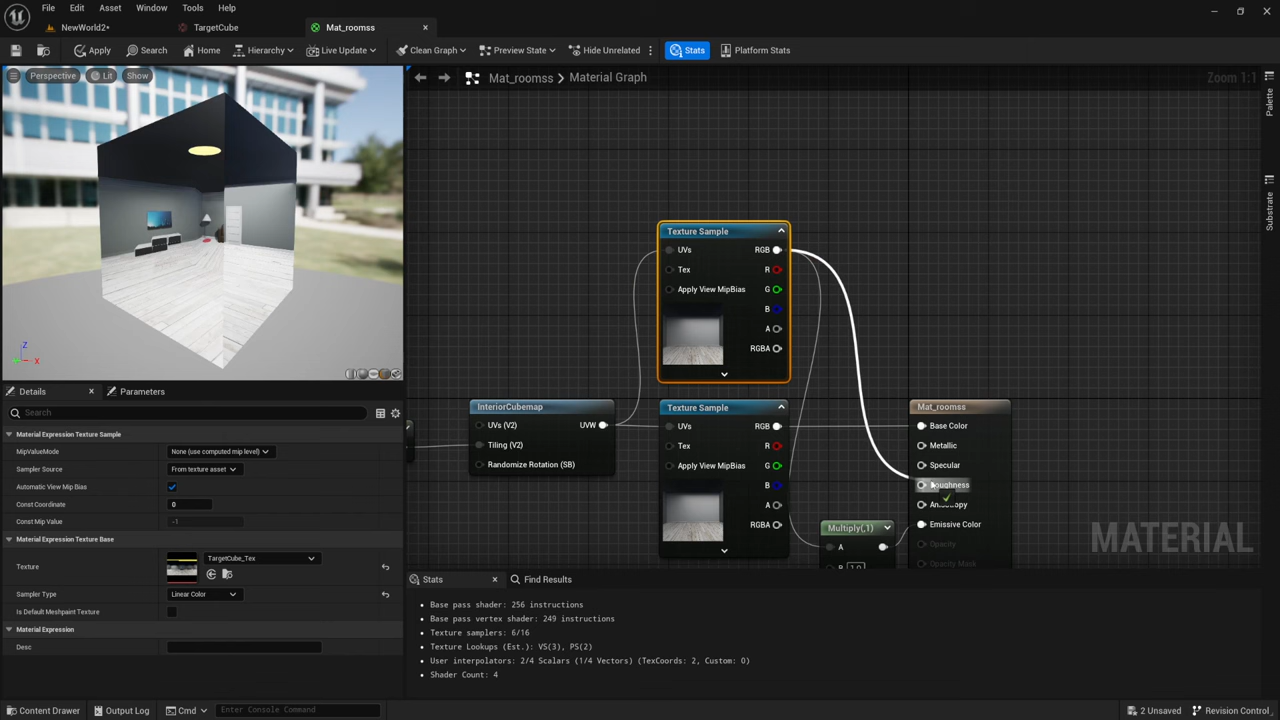 File Edit Asset Window Tools Help
NewWorld2* TargetCube Mat_roomss
Apply Search Home Hierarchy Live Update Clean Graph Preview State Hide Unrelated Stats Platform Stats
Perspective Lit Show
Mat_roomss > Material Graph Zoom 1:1
Palette
Substrate
Texture Sample
UVs RGB
Tex R
Apply View MipBias G
B
A
RGBA
InteriorCubemap
UVs (V2) UVW
Tiling (V2)
Randomize Rotation (SB)
Texture Sample
UVs RGB
Tex R
Apply View MipBias G
B
A
RGBA
Multiply(,1)
A
B 1.0
Mat_roomss
Base Color
Metallic
Specular
Roughness
Anisotropy
Emissive Color
Opacity
Opacity Mask
MATERIAL
Z
X
Details Parameters
Search
Material Expression Texture Sample
MipValueMode None (use computed mip level)
Sampler Source From texture asset
Automatic View Mip Bias
Const Coordinate 0
Const Mip Value -1
Material Expression Texture Base
Texture TargetCube_Tex
Sampler Type Linear Color
Is Default Meshpaint Texture
Material Expression
Desc
Stats Find Results
Base pass shader: 256 instructions
Base pass vertex shader: 249 instructions
Texture samplers: 6/16
Texture Lookups (Est.): VS(3), PS(2)
User interpolators: 2/4 Scalars (1/4 Vectors) (TexCoords: 2, Custom: 0)
Shader Count: 4
Content Drawer Output Log Cmd Enter Console Command 2 Unsaved Revision Control